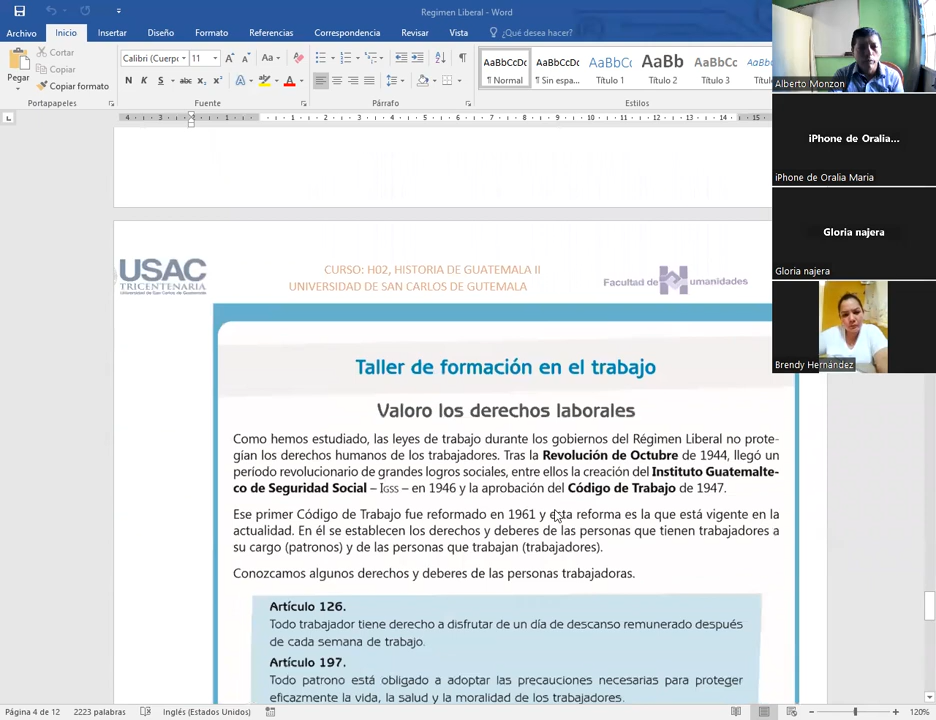 Regimen Liberal - Word
Archivo Inicio Insertar Diseño Formato Referencias Correspondencia Revisar Vista ¿Qué desea hacer?
Pegar
Cortar
Copiar
Copiar formato
Portapapeles
Calibri (Cuerpo 11
Fuente
Párrafo
AaBbCcDc AaBbCcDc AaBbCc AaBb AaBbCc
¶ Normal ¶ Sin espa... Título 1 Título 2 Título 3
Estilos
Alberto Monzon
iPhone de Oralia...
iPhone de Oralia Maria
Gloria najera
Gloria najera
Brendy Hernández
USAC
TRICENTENARIA
Universidad de San Carlos de Guatemala
CURSO: H02, HISTORIA DE GUATEMALA II
UNIVERSIDAD DE SAN CARLOS DE GUTEMALA
Facultad de Humanidades
Taller de formación en el trabajo
Valoro los derechos laborales
Como hemos estudiado, las leyes de trabajo durante los gobiernos del Régimen Liberal no prote-
gían los derechos humanos de los trabajadores. Tras la Revolución de Octubre de 1944, llegó un
período revolucionario de grandes logros sociales, entre ellos la creación del Instituto Guatemalte-
co de Seguridad Social – IGSS – en 1946 y la aprobación del Código de Trabajo de 1947.
Ese primer Código de Trabajo fue reformado en 1961 y esta reforma es la que está vigente en la
actualidad. En él se establecen los derechos y deberes de las personas que tienen trabajadores a
su cargo (patronos) y de las personas que trabajan (trabajadores).
Conozcamos algunos derechos y deberes de las personas trabajadoras.
Artículo 126.
Todo trabajador tiene derecho a disfrutar de un día de descanso remunerado después
de cada semana de trabajo.
Artículo 197.
Todo patrono está obligado a adoptar las precauciones necesarias para proteger
eficazmente la vida, la salud y la moralidad de los trabajadores.
Página 4 de 12 2223 palabras Inglés (Estados Unidos) 120%